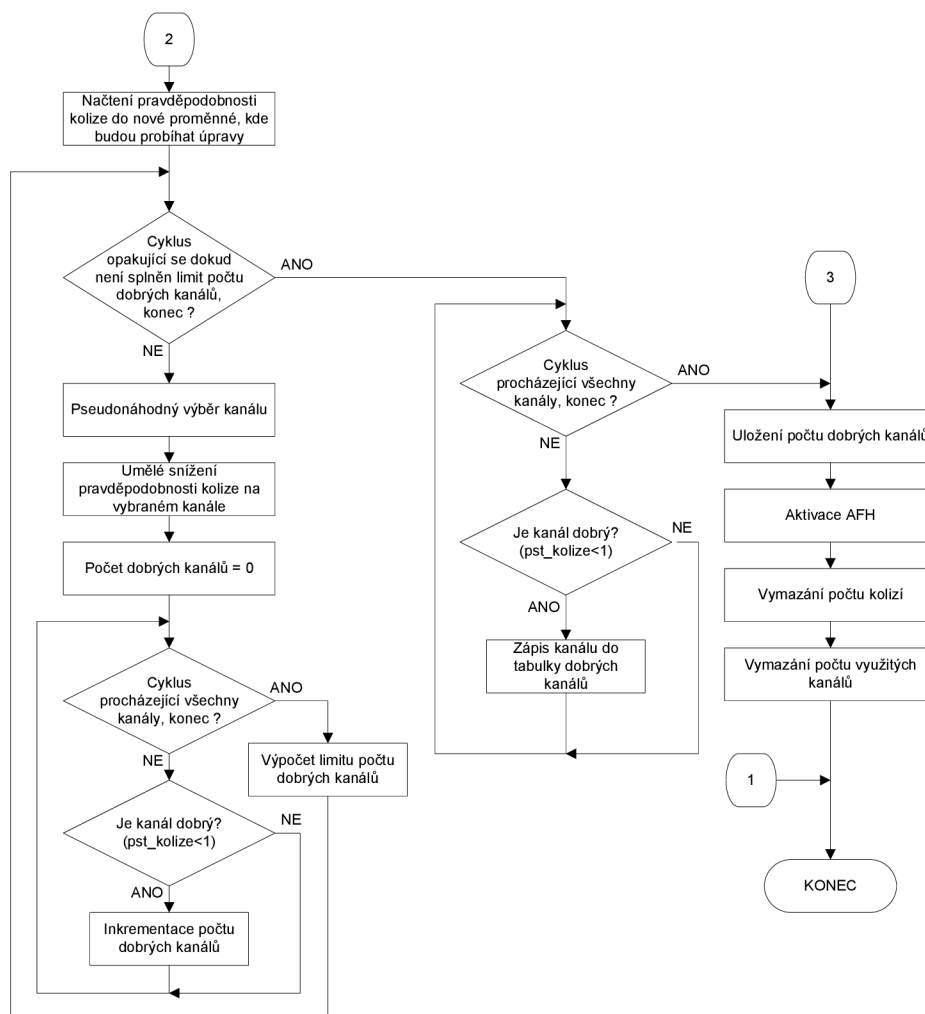 2
Načtení pravděpodobnosti
kolize do nové proměnné, kde
budou probíhat úpravy
Cyklus
opakující se dokud
není splněn limit počtu
dobrých kanálů,
konec ?
ANO
NE
Pseudonáhodný výběr kanálu
Umělé snížení
pravděpodobnosti kolize na
vybraném kanále
Počet dobrých kanálů = 0
Cyklus
procházející všechny
kanály, konec ?
ANO
NE
Výpočet limitu počtu
dobrých kanálů
Je kanál dobrý?
(pst_kolize<1)
NE
ANO
Inkrementace počtu
dobrých kanálů
Cyklus
procházející všechny
kanály, konec ?
ANO
NE
Je kanál dobrý?
(pst_kolize<1)
NE
ANO
Zápis kanálu do
tabulky dobrých
kanálů
3
Uložení počtu dobrých kanálů
Aktivace AFH
Vymazání počtu kolizí
Vymazání počtu využitých
kanálů
1
KONEC